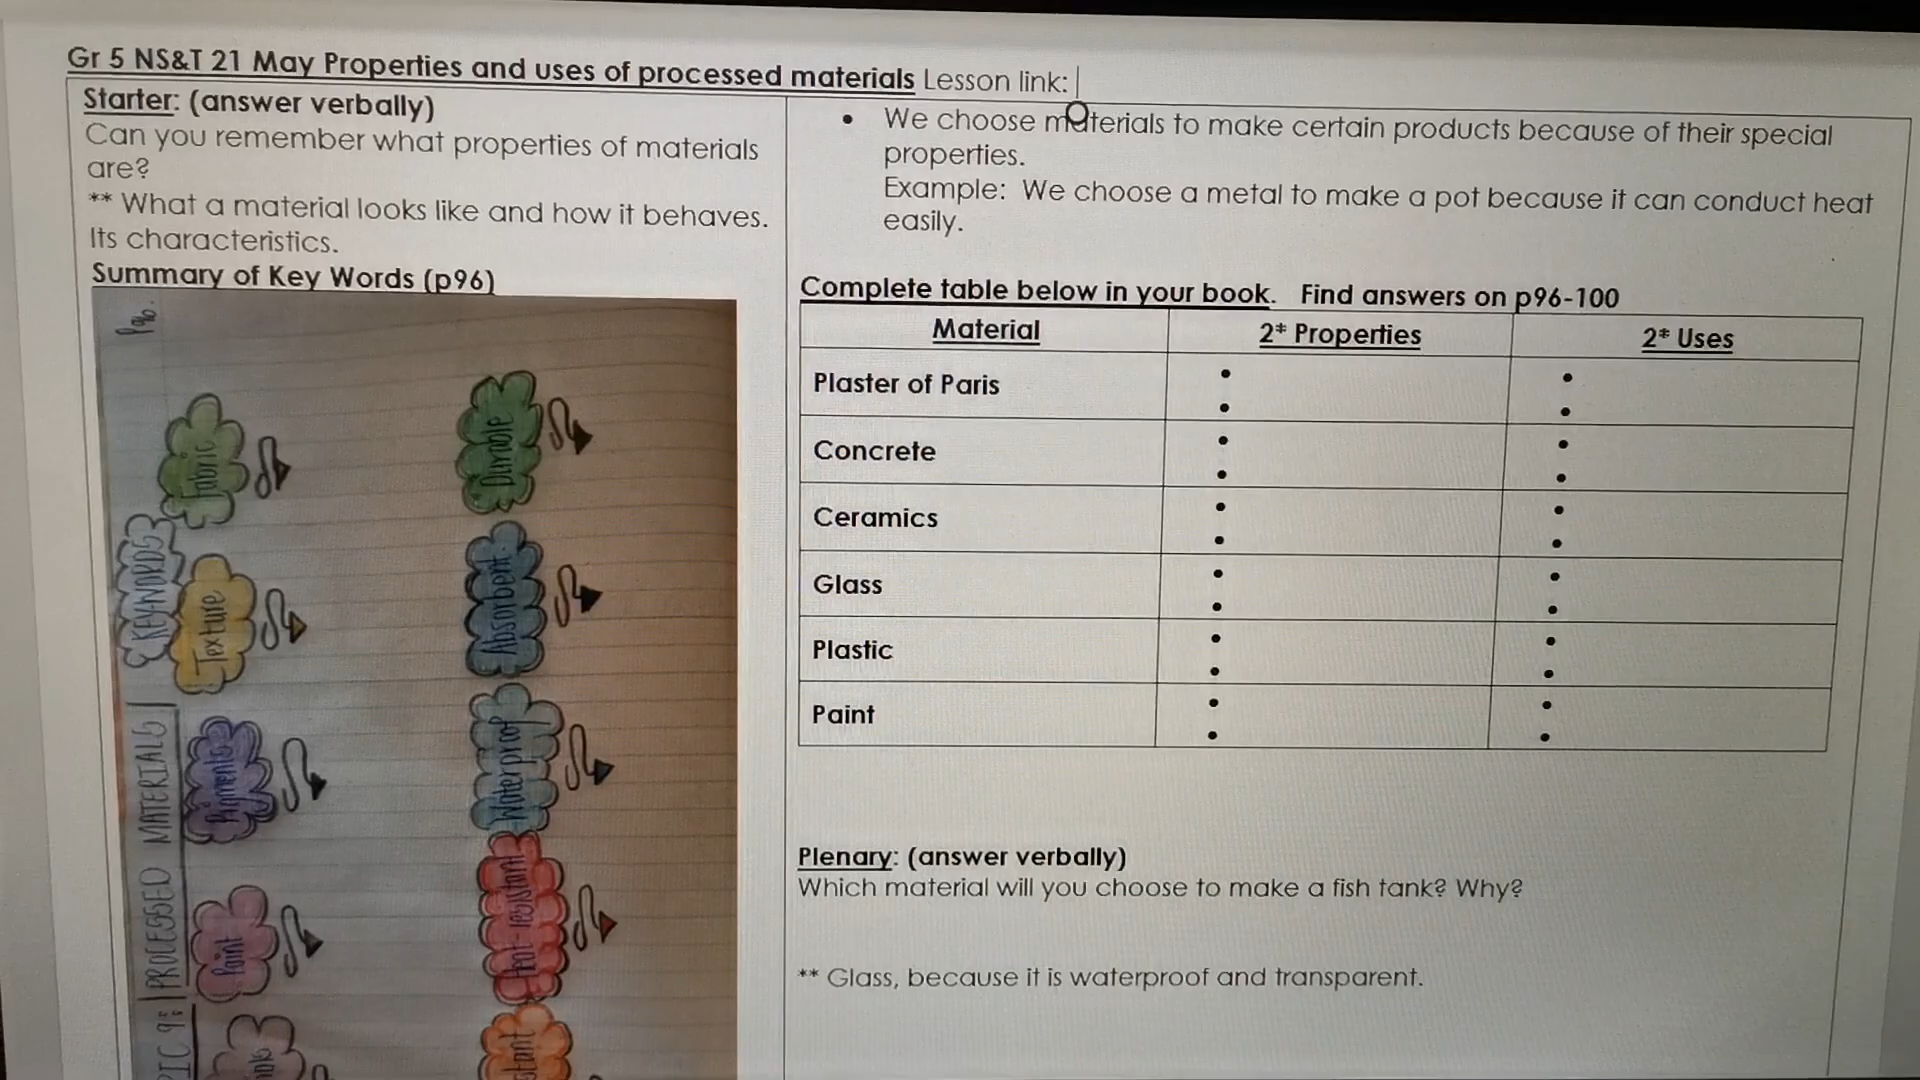 Gr 5 NS&T 21 May Properties and uses of processed materials Lesson link:
Starter: (answer verbally)
Can you remember what properties of materials
are?
** What a material looks like and how it behaves.
Its characteristics.
Summary of Key Words (p96)
P96.
KEYWORDS
PROCESSED MATERIALS
Fabric
Texture
Pigments
Paint
Durable
Absorbent
Waterproof
Heat-resistant
• We choose materials to make certain products because of their special
properties.
Example: We choose a metal to make a pot because it can conduct heat
easily.
Complete table below in your book. Find answers on p96-100
Material 2* Properties 2* Uses
Plaster of Paris
Concrete
Ceramics
Glass
Plastic
Paint
Plenary: (answer verbally)
Which material will you choose to make a fish tank? Why?
** Glass, because it is waterproof and transparent.